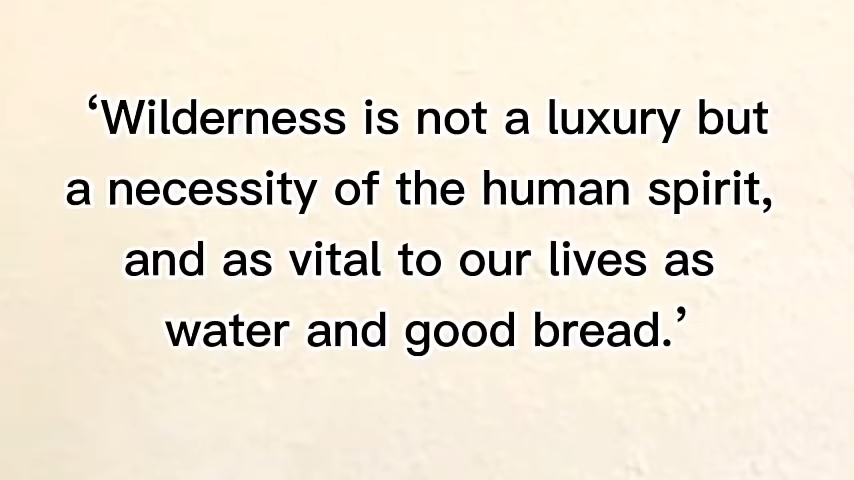 ‘Wilderness is not a luxury but
a necessity of the human spirit,
and as vital to our lives as
water and good bread.’